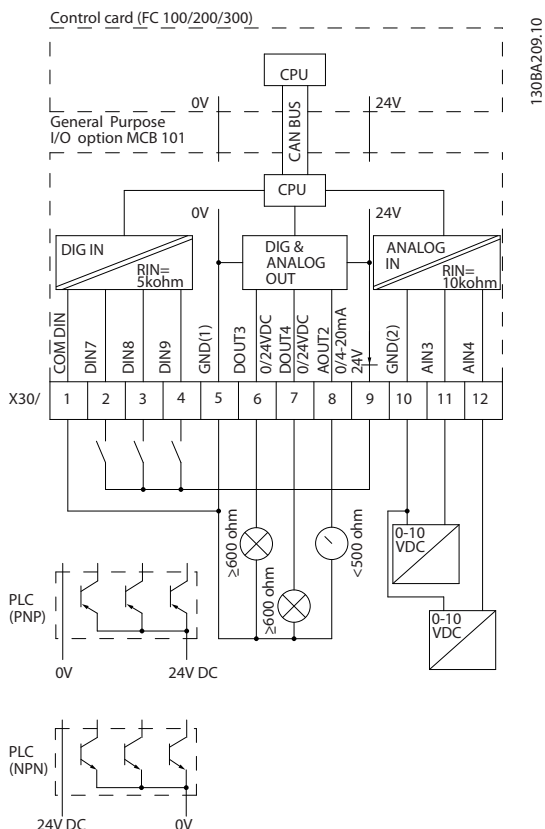 Control card (FC 100/200/300)
130BA209.10
CPU
0V
24V
CAN BUS
General Purpose
I/O option MCB 101
CPU
0V
24V
DIG IN
RIN=
5kohm
DIG &
ANALOG
OUT
ANALOG
IN
RIN=
10kohm
COM DIN
DIN7
DIN8
DIN9
GND(1)
DOUT3
0/24VDC
DOUT4
0/24VDC
AOUT2
0/4-20mA
24V
GND(2)
AIN3
AIN4
X30/
1
2
3
4
5
6
7
8
9
10
11
12
≥600 ohm
≥600 ohm
<500 ohm
0-10
VDC
0-10
VDC
PLC
(PNP)
0V
24V DC
PLC
(NPN)
24V DC
0V